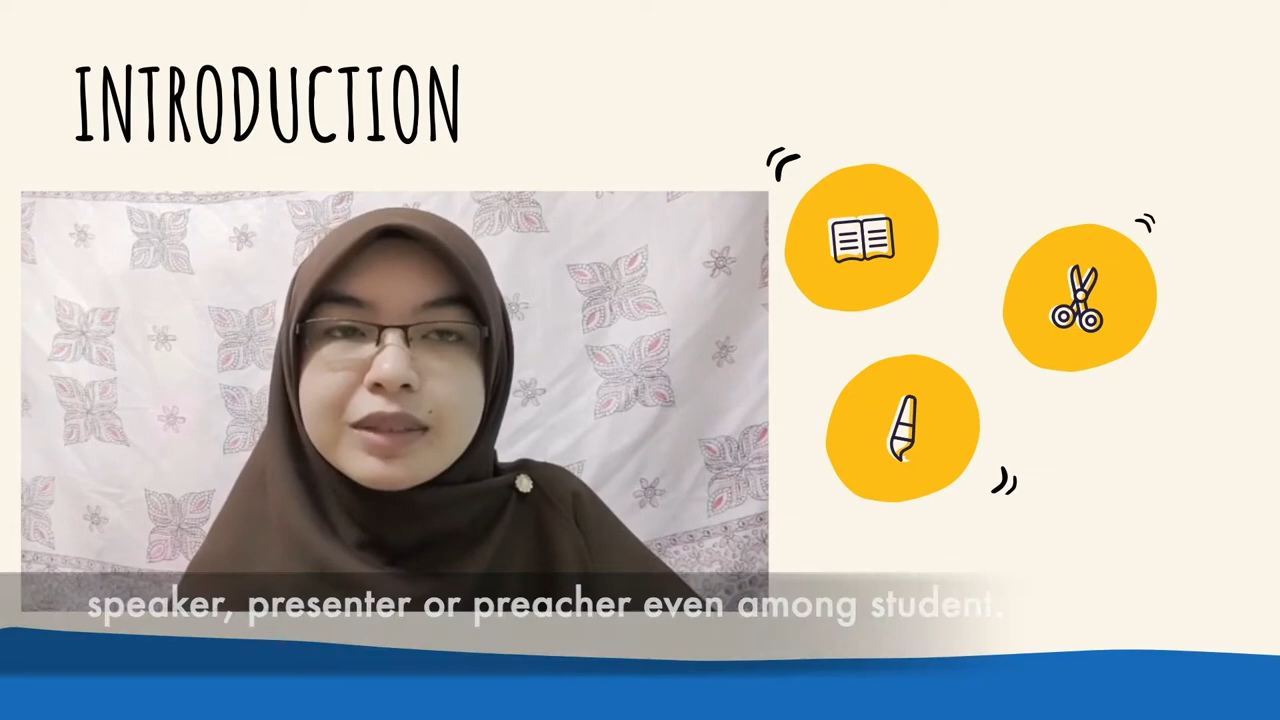 INTRODUCTION
speaker, presenter or preacher even among student.